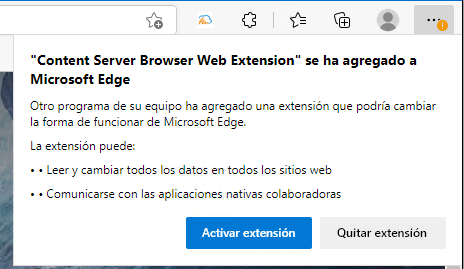 "Content Server Browser Web Extension" se ha agregado a
Microsoft Edge
Otro programa de su equipo ha agregado una extensión que podría cambiar
la forma de funcionar de Microsoft Edge.
La extensión puede:
• • Leer y cambiar todos los datos en todos los sitios web
• • Comunicarse con las aplicaciones nativas colaboradoras
Activar extensión
Quitar extensión